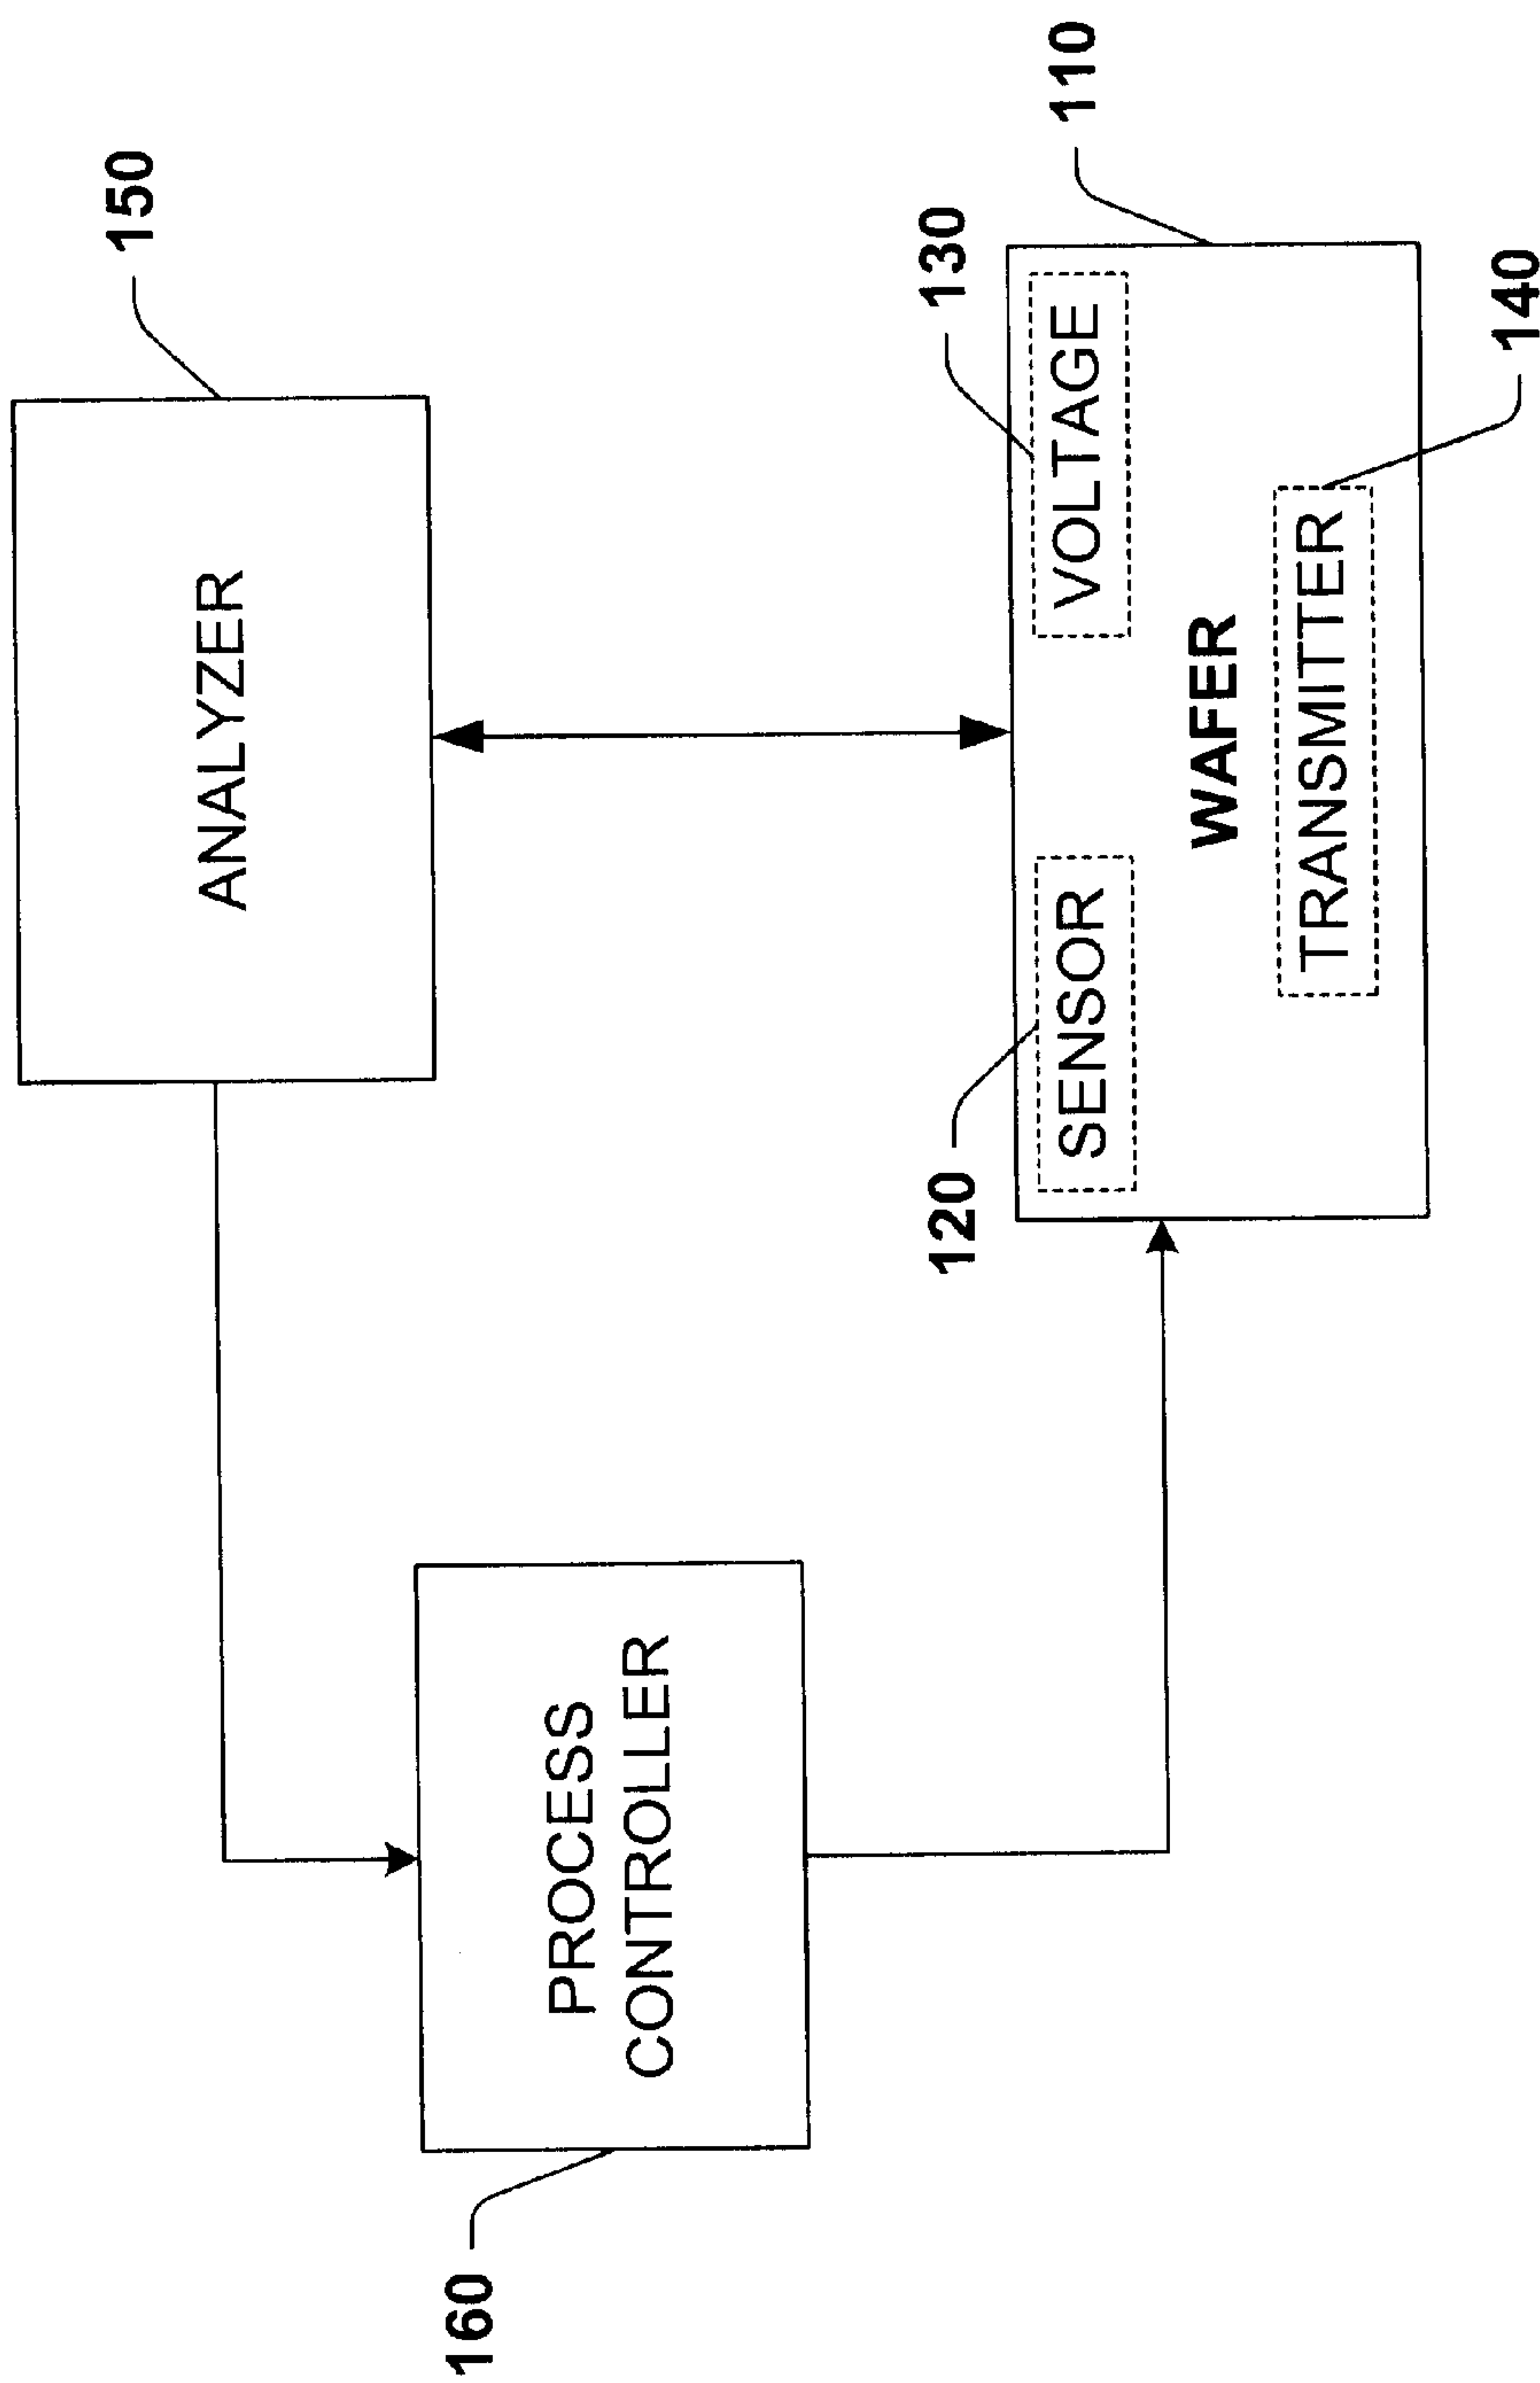 150
ANALYZER
160
PROCESS
CONTROLLER
120
130
SENSOR
VOLTAGE
110
WAFER
TRANSMITTER
140